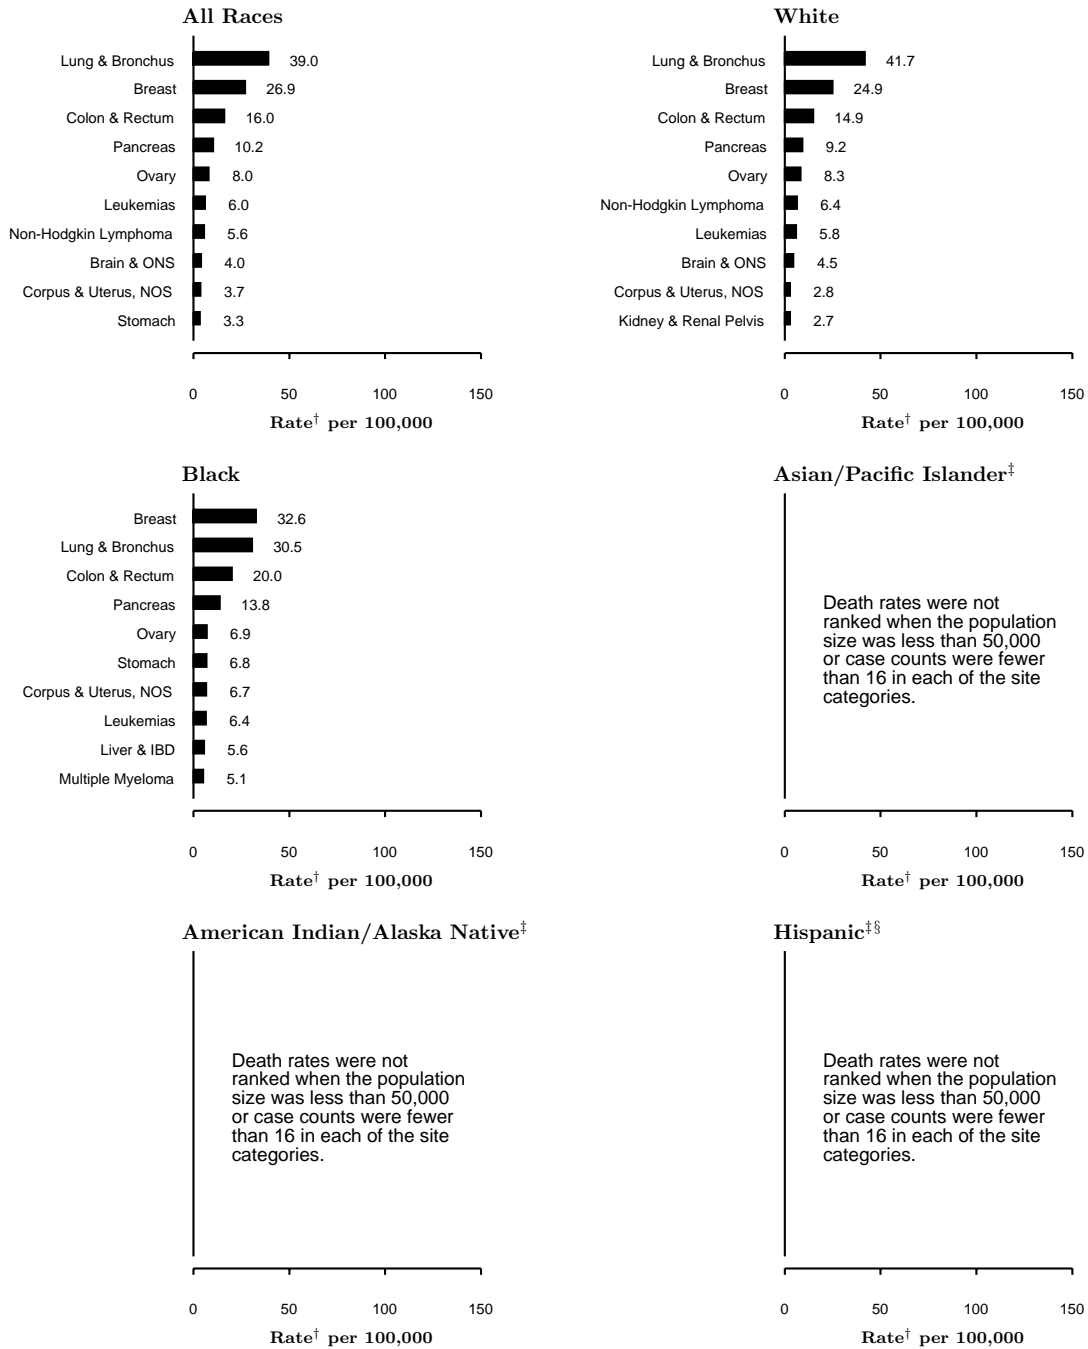 All Races
Lung & Bronchus 39.0
Breast 26.9
Colon & Rectum 16.0
Pancreas 10.2
Ovary 8.0
Leukemias 6.0
Non-Hodgkin Lymphoma 5.6
Brain & ONS 4.0
Corpus & Uterus, NOS 3.7
Stomach 3.3
0 50 100 150
Rate† per 100,000
White
Lung & Bronchus 41.7
Breast 24.9
Colon & Rectum 14.9
Pancreas 9.2
Ovary 8.3
Non-Hodgkin Lymphoma 6.4
Leukemias 5.8
Brain & ONS 4.5
Corpus & Uterus, NOS 2.8
Kidney & Renal Pelvis 2.7
0 50 100 150
Rate† per 100,000
Black
Breast 32.6
Lung & Bronchus 30.5
Colon & Rectum 20.0
Pancreas 13.8
Ovary 6.9
Stomach 6.8
Corpus & Uterus, NOS 6.7
Leukemias 6.4
Liver & IBD 5.6
Multiple Myeloma 5.1
0 50 100 150
Rate† per 100,000
Asian/Pacific Islander‡
Death rates were not
ranked when the population
size was less than 50,000
or case counts were fewer
than 16 in each of the site
categories.
0 50 100 150
Rate† per 100,000
American Indian/Alaska Native‡
Death rates were not
ranked when the population
size was less than 50,000
or case counts were fewer
than 16 in each of the site
categories.
0 50 100 150
Rate† per 100,000
Hispanic‡§
Death rates were not
ranked when the population
size was less than 50,000
or case counts were fewer
than 16 in each of the site
categories.
0 50 100 150
Rate† per 100,000